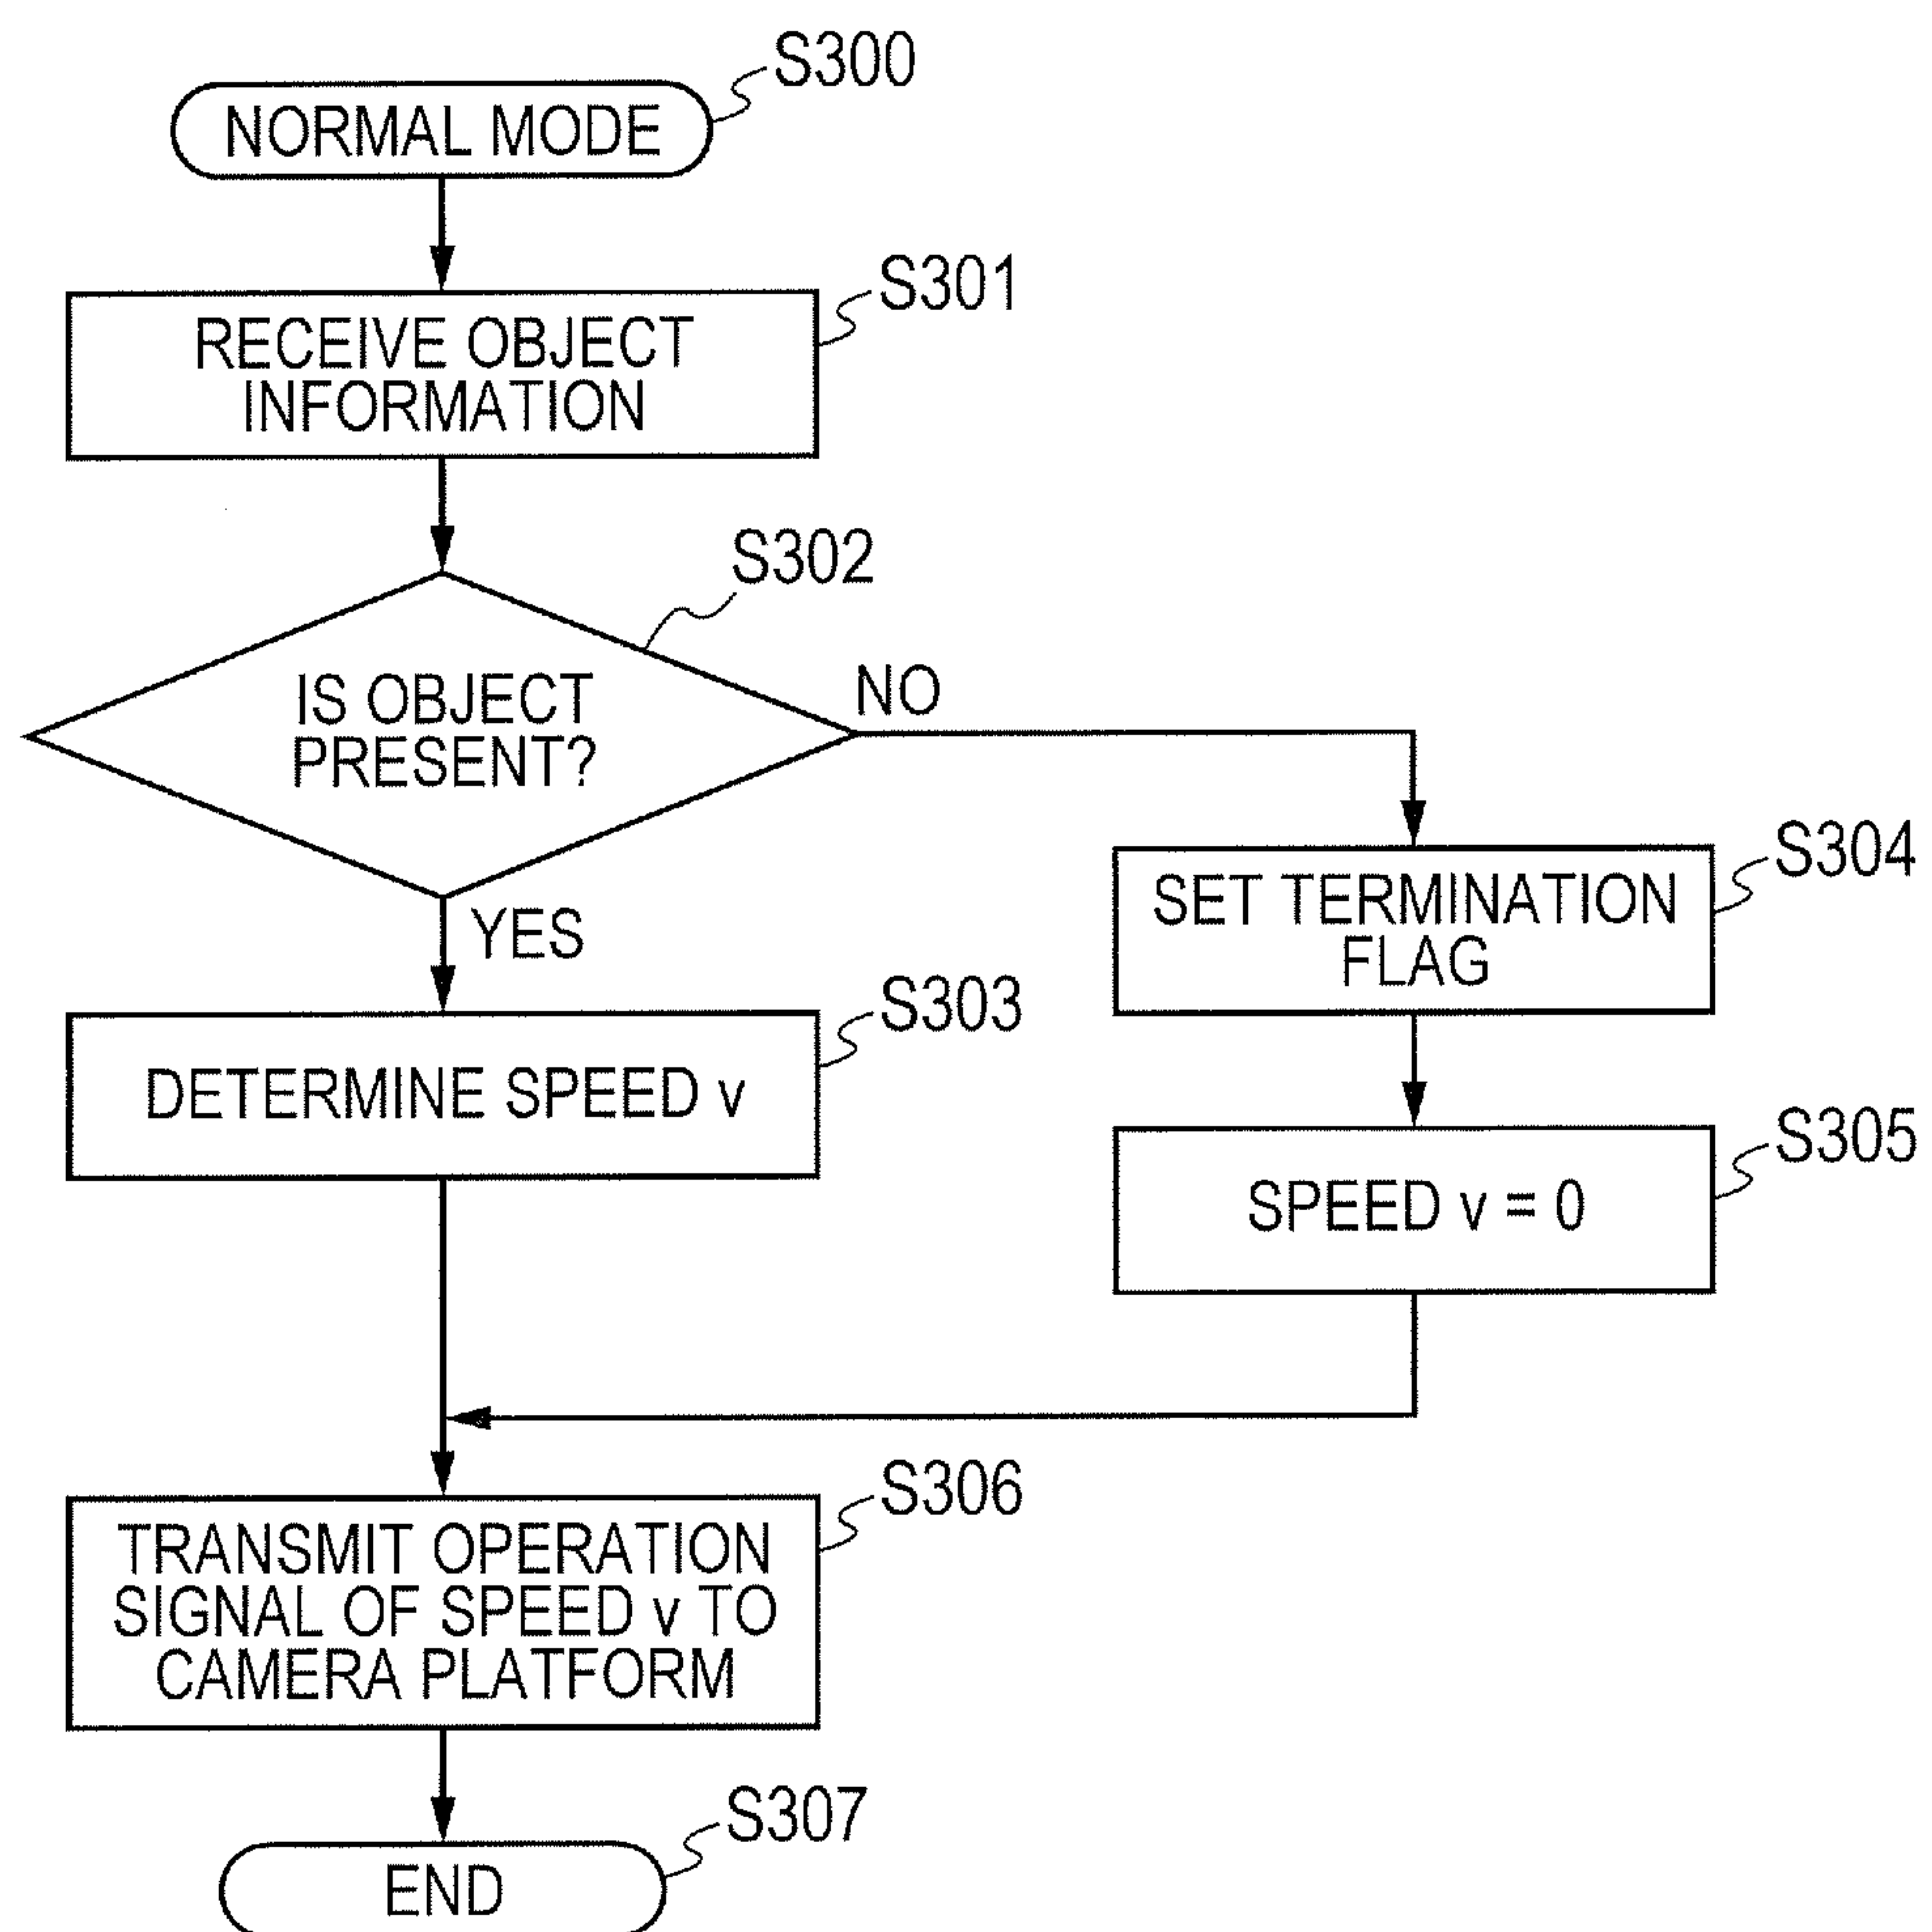 S300
NORMAL MODE
S301
RECEIVE OBJECT
INFORMATION
S302
IS OBJECT
PRESENT?
NO
YES
S304
SET TERMINATION
FLAG
S303
DETERMINE SPEED v
S305
SPEED v = 0
S306
TRANSMIT OPERATION
SIGNAL OF SPEED v TO
CAMERA PLATFORM
S307
END